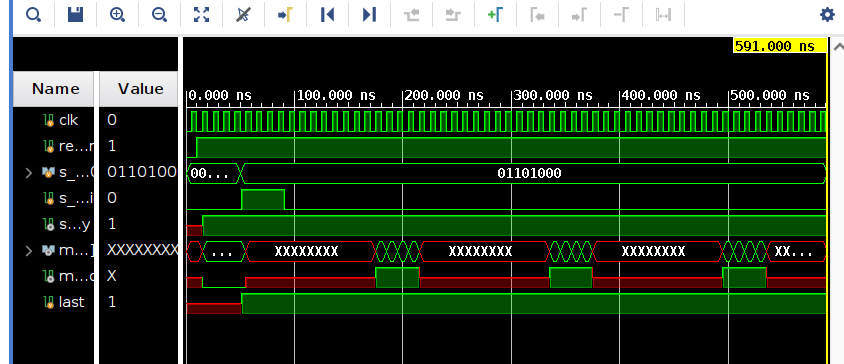 591.000 ns
Name Value 0.000 ns 100.000 ns 200.000 ns 300.000 ns 400.000 ns 500.000 ns
clk 0
re...r 1
s_... 0110100 00... 01101000
s_...i 0
s...y 1
m...] XXXXXXXX ... XXXXXXXX XXXXXXXX XXXXXXXX XX...
m... X
last 1